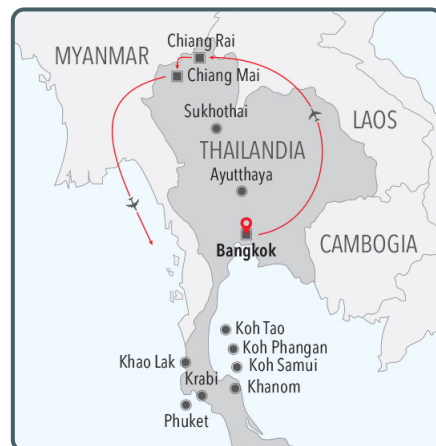 MYANMAR
Chiang Rai
Chiang Mai
Sukhothai
LAOS
THAILANDIA
Ayutthaya
Bangkok
CAMBOGIA
Koh Tao
Koh Phangan
Khao Lak
Koh Samui
Krabi
Khanom
Phuket